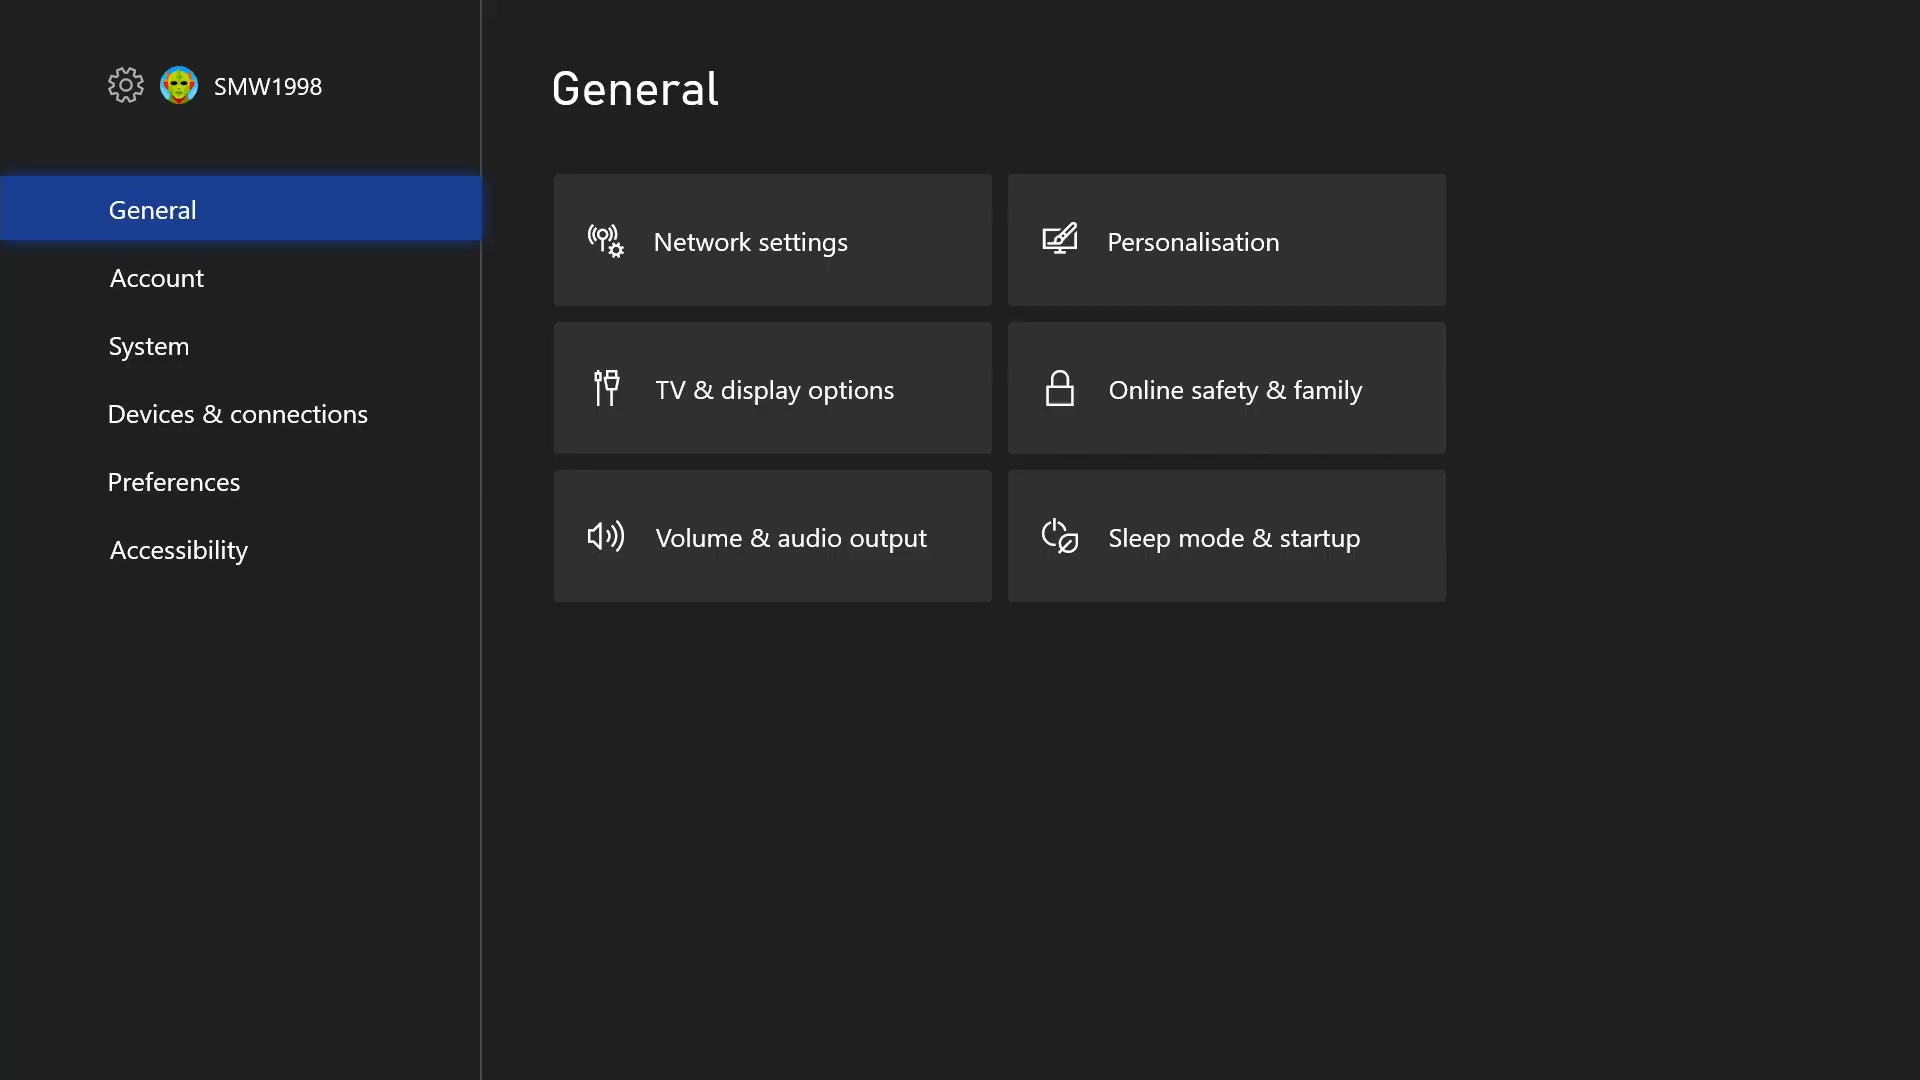 SMW1998
General
Account
System
Devices & connections
Preferences
Accessibility
General
Network settings
Personalisation
TV & display options
Online safety & family
Volume & audio output
Sleep mode & startup